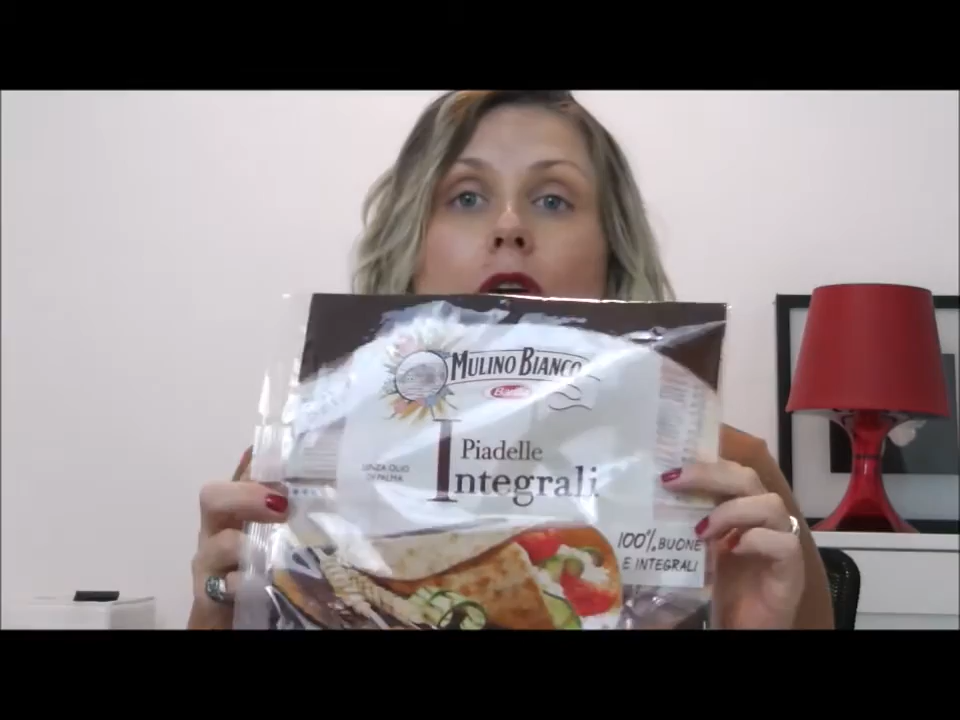 MULINO BIANCO
Barilla
Piadelle
Integrali
SENZA OLIO
DI PALMA
100% BUONE
E INTEGRALI